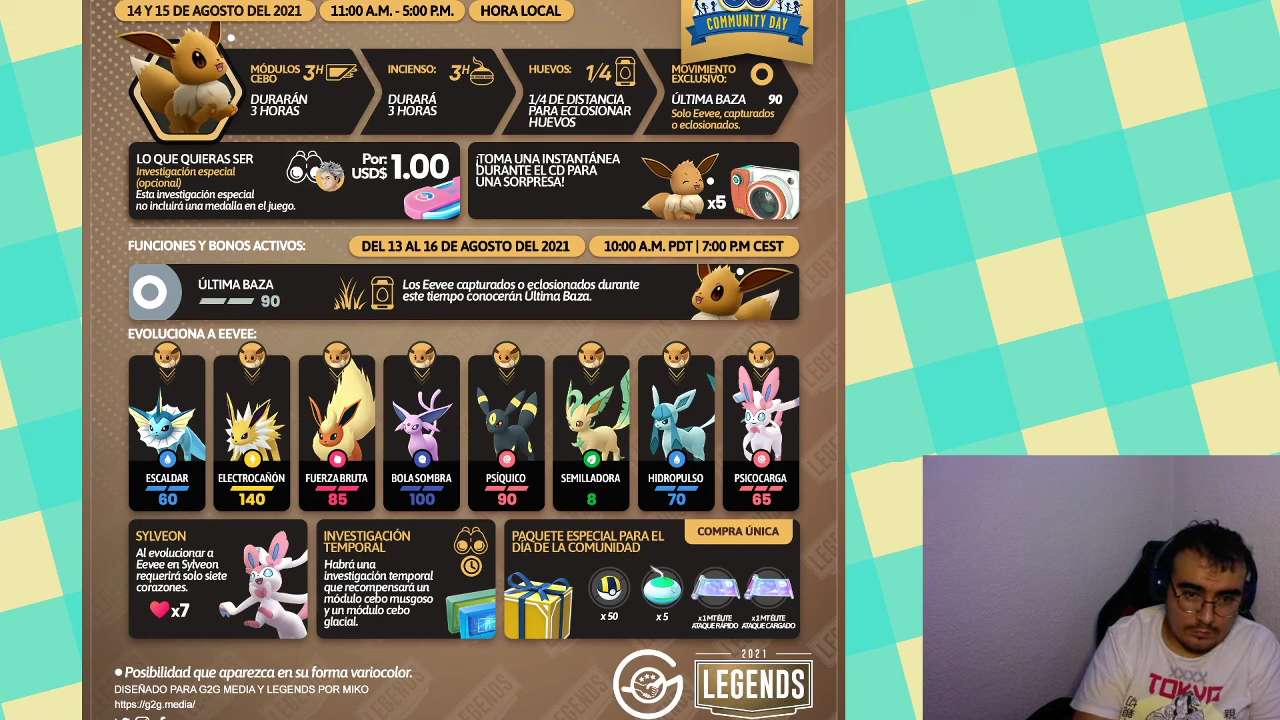 14 Y 15 DE AGOSTO DEL 2021
11:00 A.M. - 5:00 P.M.
HORA LOCAL
COMMUNITY DAY
MÓDULOS
CEBO
3H
DURARÁN
3 HORAS
INCIENSO:
3H
DURARÁ
3 HORAS
HUEVOS:
1/4
1/4 DE DISTANCIA
PARA ECLOSIONAR
HUEVOS
MOVIMIENTO
EXCLUSIVO:
ÚLTIMA BAZA 90
Solo Eevee, capturados
o eclosionados.
LO QUE QUIERAS SER
Investigación especial
(opcional)
Esta investigación especial
no incluirá una medalla en el juego.
Por:
USD$ 1.00
¡TOMA UNA INSTANTÁNEA
DURANTE EL CD PARA
UNA SORPRESA!
x5
FUNCIONES Y BONOS ACTIVOS:
DEL 13 AL 16 DE AGOSTO DEL 2021
10:00 A.M. PDT | 7:00 P.M CEST
ÚLTIMA BAZA
90
Los Eevee capturados o eclosionados durante
este tiempo conocerán Última Baza.
EVOLUCIONA A EEVEE:
ESCALDAR
60
ELECTROCAÑÓN
140
FUERZA BRUTA
85
BOLA SOMBRA
100
PSÍQUICO
90
SEMILLADORA
8
HIDROPULSO
70
PSICOCARGA
65
SYLVEON
Al evolucionar a
Eevee en Sylveon
requerirá solo siete
corazones.
x7
INVESTIGACIÓN
TEMPORAL
Habrá una
investigación temporal
que recompensará un
módulo cebo musgoso
y un módulo cebo
glacial.
PAQUETE ESPECIAL PARA EL
DÍA DE LA COMUNIDAD
COMPRA ÚNICA
x 50
x 5
x 1 MT ÉLITE
ATAQUE RÁPIDO
x 1 MT ÉLITE
ATAQUE CARGADO
Posibilidad que aparezca en su forma variocolor.
DISEÑADO PARA G2G MEDIA Y LEGENDS POR MIKO
https://g2g.media/
2021
LEGENDS
XXXX
TOKYO